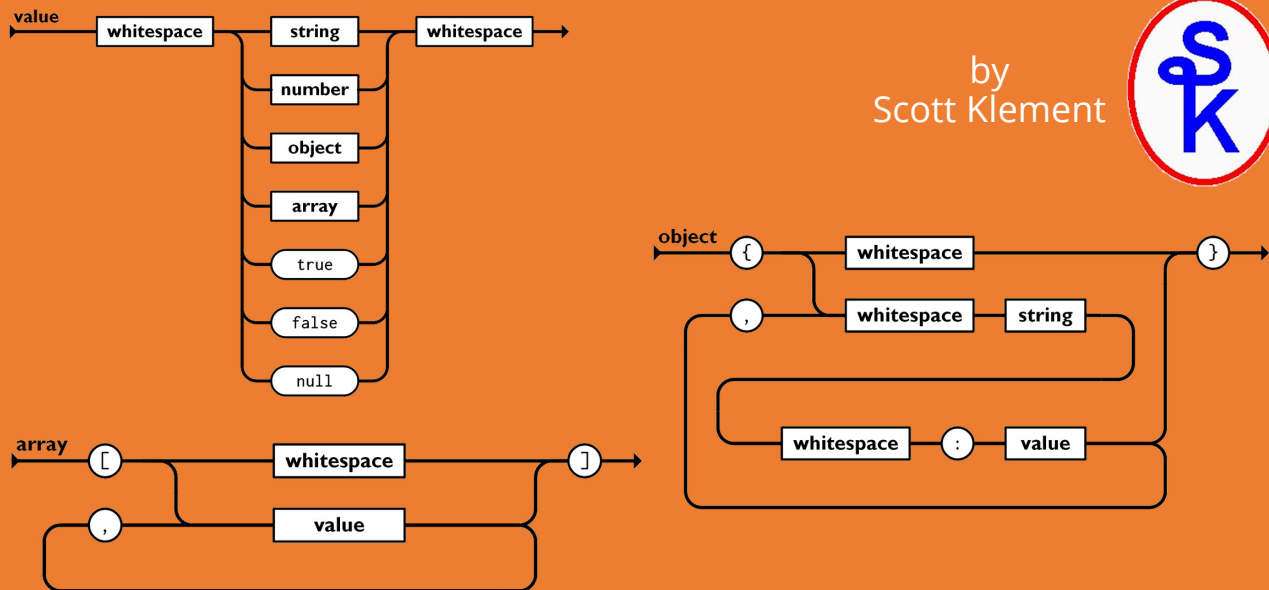 value
whitespace string whitespace
number
object
array
true
false
null
by
Scott Klement
SK
object
{ whitespace }
, whitespace string
whitespace : value
array
[ whitespace ]
, value